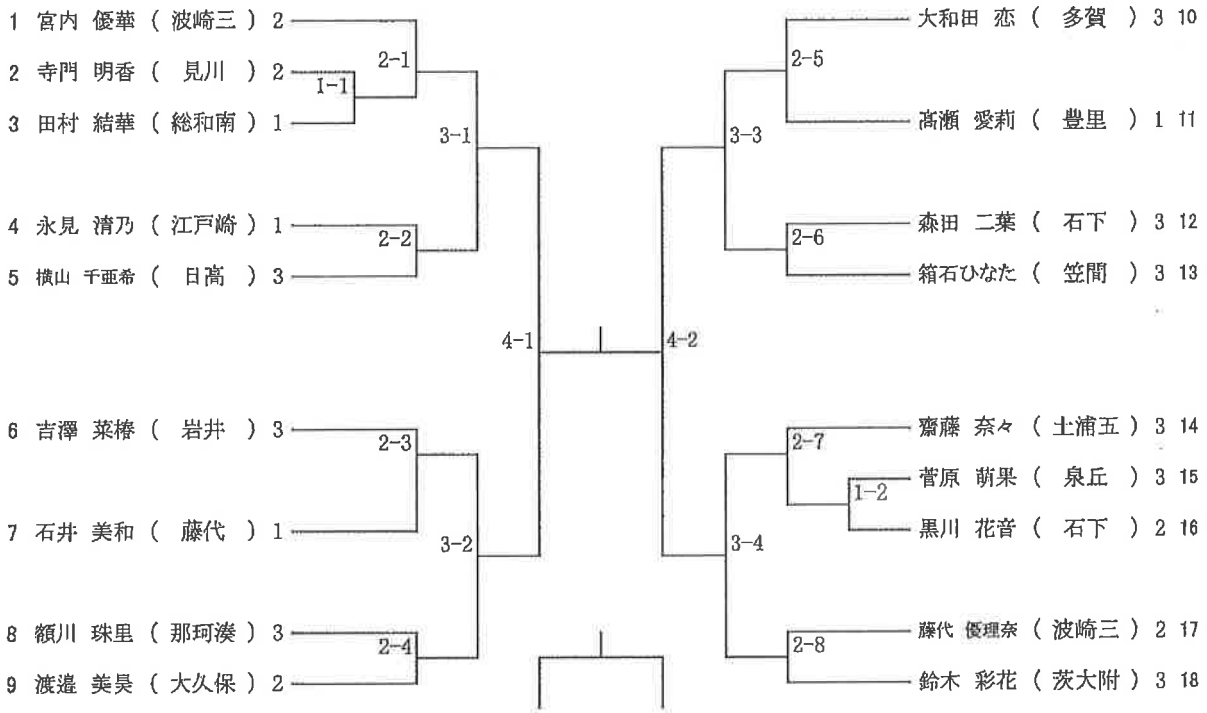 1 宮内 優華 ( 波崎三 ) 2
2 寺門 明香 ( 見川 ) 2
3 田村 結華 ( 総和南 ) 1
4 永見 清乃 ( 江戸崎 ) 1
5 横山 千亜希 ( 日高 ) 3
6 吉澤 菜椿 ( 岩井 ) 3
7 石井 美和 ( 藤代 ) 1
8 額川 珠里 ( 那珂湊 ) 3
9 渡邉 美昊 ( 大久保 ) 2
1-1
2-1
2-2
2-3
2-4
3-1
3-2
4-1
4-2
3-3
3-4
2-5
2-6
2-7
1-2
2-8
大和田 恋 ( 多賀 ) 3 10
髙瀬 愛莉 ( 豊里 ) 1 11
森田 二葉 ( 石下 ) 3 12
箱石ひなた ( 笠間 ) 3 13
齋藤 奈々 ( 土浦五 ) 3 14
菅原 萌果 ( 泉丘 ) 3 15
黒川 花音 ( 石下 ) 2 16
藤代 優理奈 ( 波崎三 ) 2 17
鈴木 彩花 ( 茨大附 ) 3 18